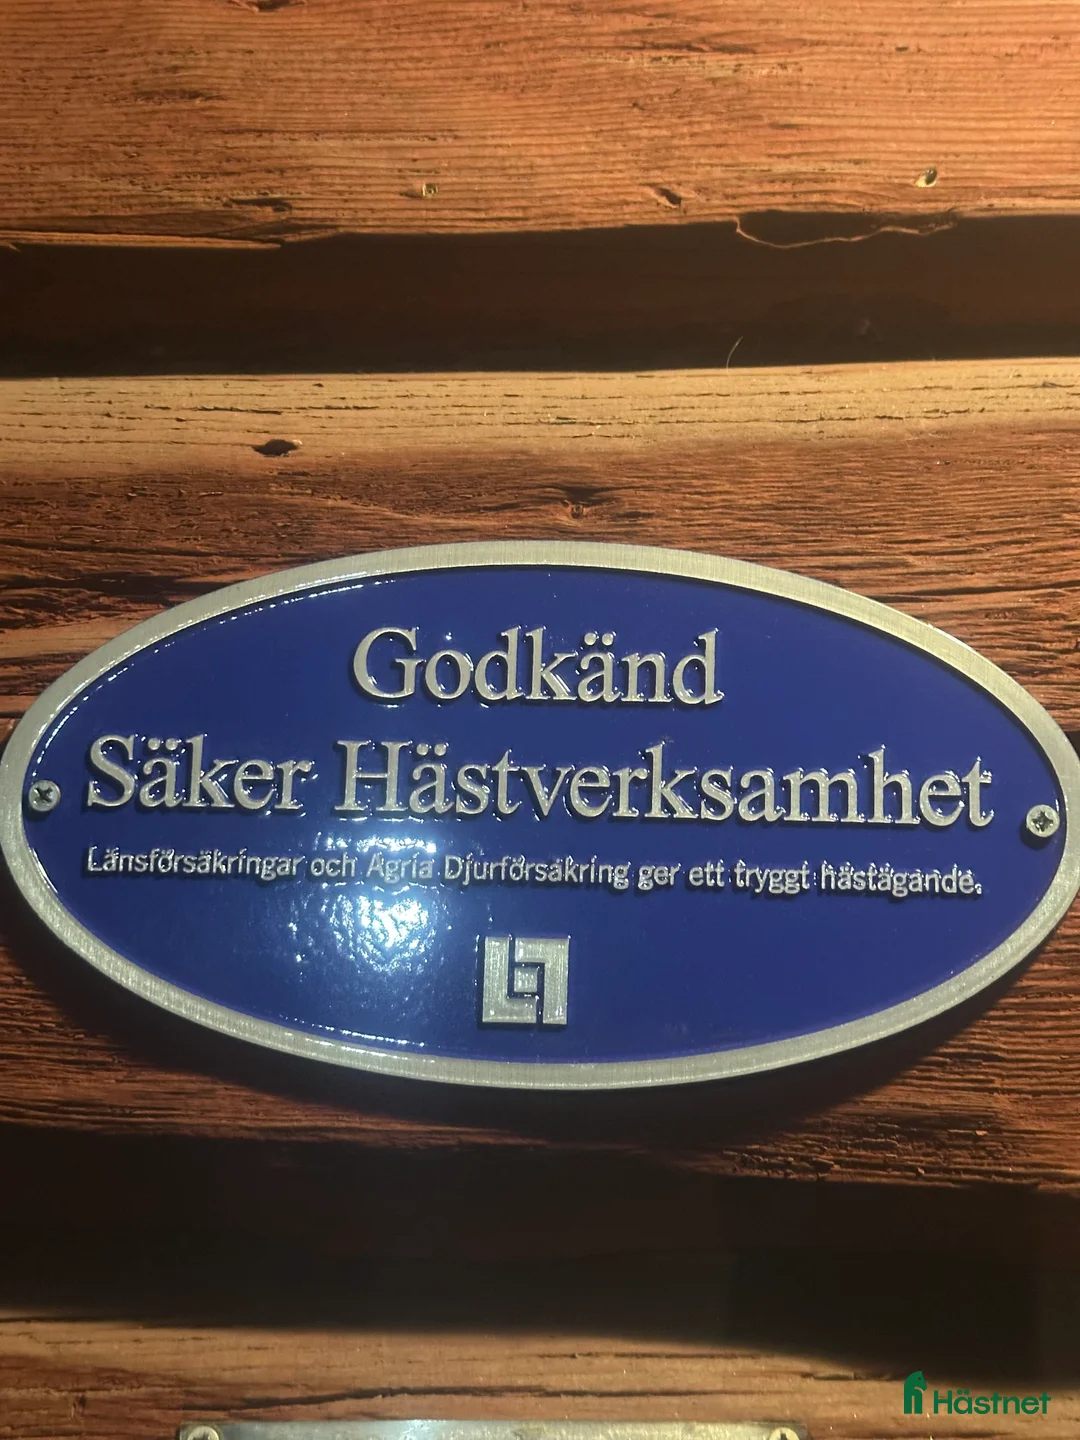 Godkänd
Säker Hästverksamhet
Länsförsäkringar och Agria Djurförsäkring ger ett tryggt hästägande.
Hästnet